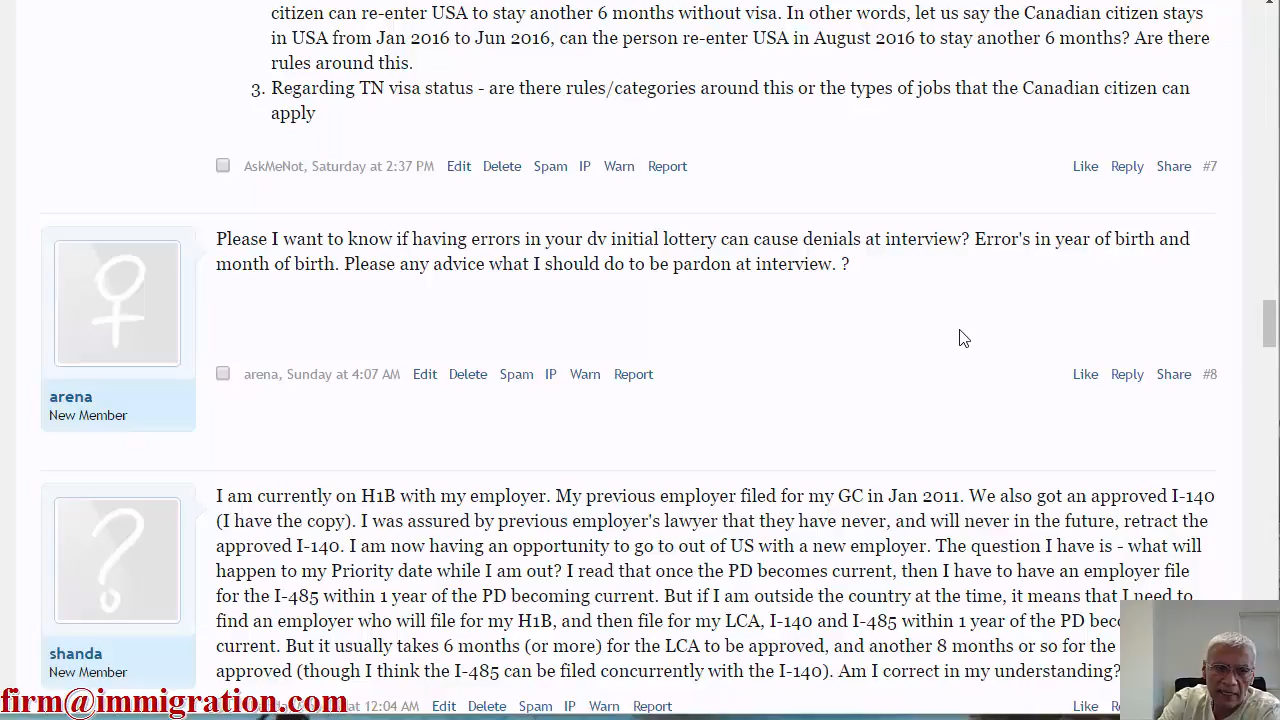 citizen can re-enter USA to stay another 6 months without visa. In other words, let us say the Canadian citizen stays
in USA from Jan 2016 to Jun 2016, can the person re-enter USA in August 2016 to stay another 6 months? Are there
rules around this.
3. Regarding TN visa status - are there rules/categories around this or the types of jobs that the Canadian citizen can
apply
AskMeNot, Saturday at 2:37 PM Edit Delete Spam IP Warn Report Like Reply Share #7
Please I want to know if having errors in your dv initial lottery can cause denials at interview? Error's in year of birth and
month of birth. Please any advice what I should do to be pardon at interview. ?
arena, Sunday at 4:07 AM Edit Delete Spam IP Warn Report Like Reply Share #8
arena
New Member
I am currently on H1B with my employer. My previous employer filed for my GC in Jan 2011. We also got an approved I-140
(I have the copy). I was assured by previous employer's lawyer that they have never, and will never in the future, retract the
approved I-140. I am now having an opportunity to go to out of US with a new employer. The question I have is - what will
happen to my Priority date while I am out? I read that once the PD becomes current, then I have to have an employer file
for the I-485 within 1 year of the PD becoming current. But if I am outside the country at the time, it means that I need to
find an employer who will file for my H1B, and then file for my LCA, I-140 and I-485 within 1 year of the PD
current. But it usually takes 6 months (or more) for the LCA to be approved, and another 8 months or so for the
approved (though I think the I-485 can be filed concurrently with the I-140). Am I correct in my understanding?
shanda
New Member
firm@immigration.com
at 12:04 AM Edit Delete Spam IP Warn Report Like